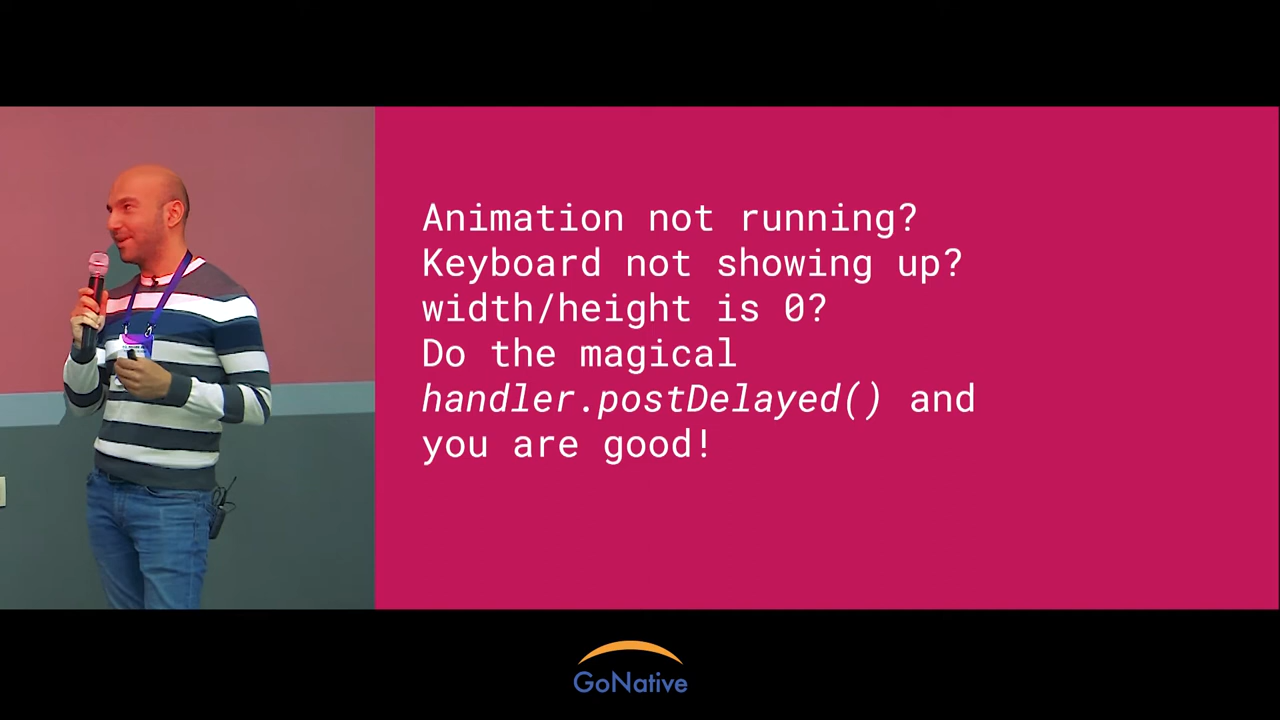 Animation not running?
Keyboard not showing up?
width/height is 0?
Do the magical
handler.postDelayed() and
you are good!
GoNative